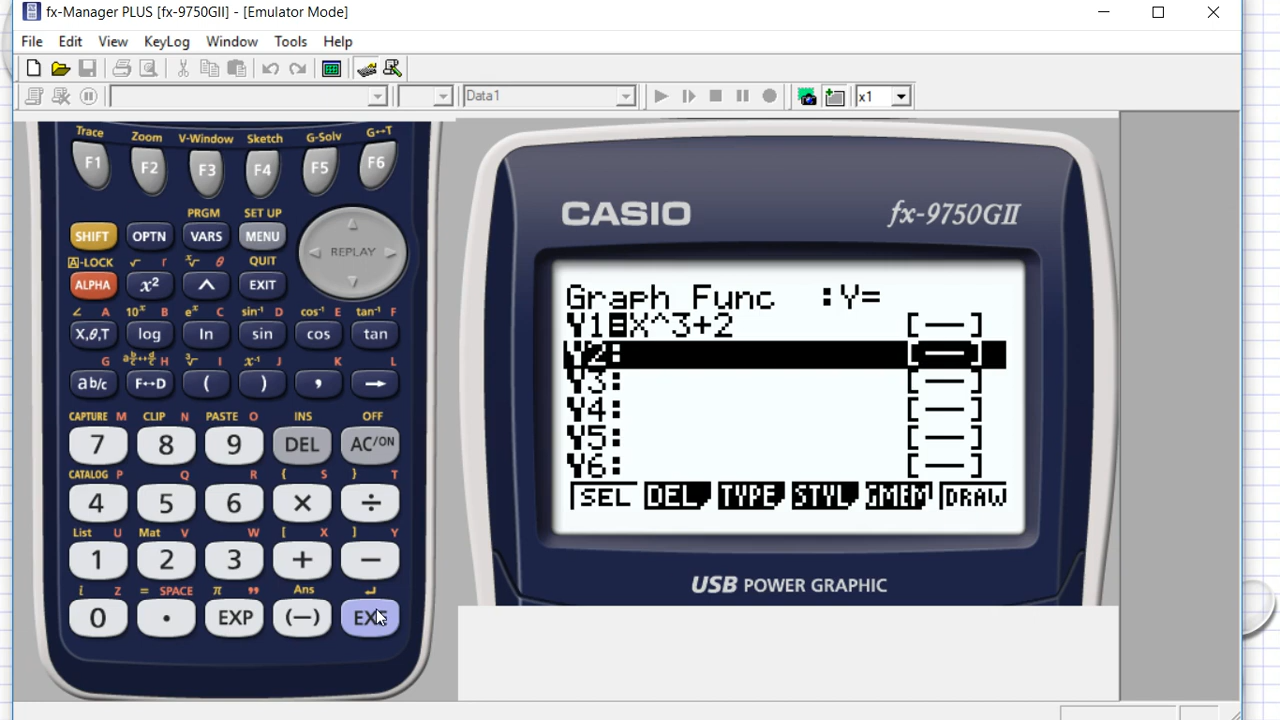 fx-Manager PLUS [fx-9750GII] - [Emulator Mode]
File Edit View KeyLog Window Tools Help
Data1 x1
Trace Zoom V-Window Sketch G-Solv G↔T
F1 F2 F3 F4 F5 F6
PRGM SET UP
SHIFT OPTN VARS MENU
REPLAY
A-LOCK √ r ˣ√ θ QUIT
ALPHA x² ^ EXIT
∠ A 10ˣ B eˣ C sin⁻¹ D cos⁻¹ E tan⁻¹ F
X,θ,T log ln sin cos tan
G a b/c↔d/c H ³√ I x⁻¹ J K L
a b/c F↔D ( ) , →
CAPTURE M CLIP N PASTE O INS OFF
7 8 9 DEL AC/ON
CATALOG P Q R { S } T
4 5 6 × ÷
List U Mat V W [ X ] Y
1 2 3 + −
i Z = SPACE π " Ans ↵
0 • EXP (−) EXE
CASIO fx-9750GII
Graph Func :Y=
Y1=X^3+2 [—]
Y2: [—]
Y3: [—]
Y4: [—]
Y5: [—]
Y6: [—]
SEL DEL TYPE STYL GMEM DRAW
USB POWER GRAPHIC